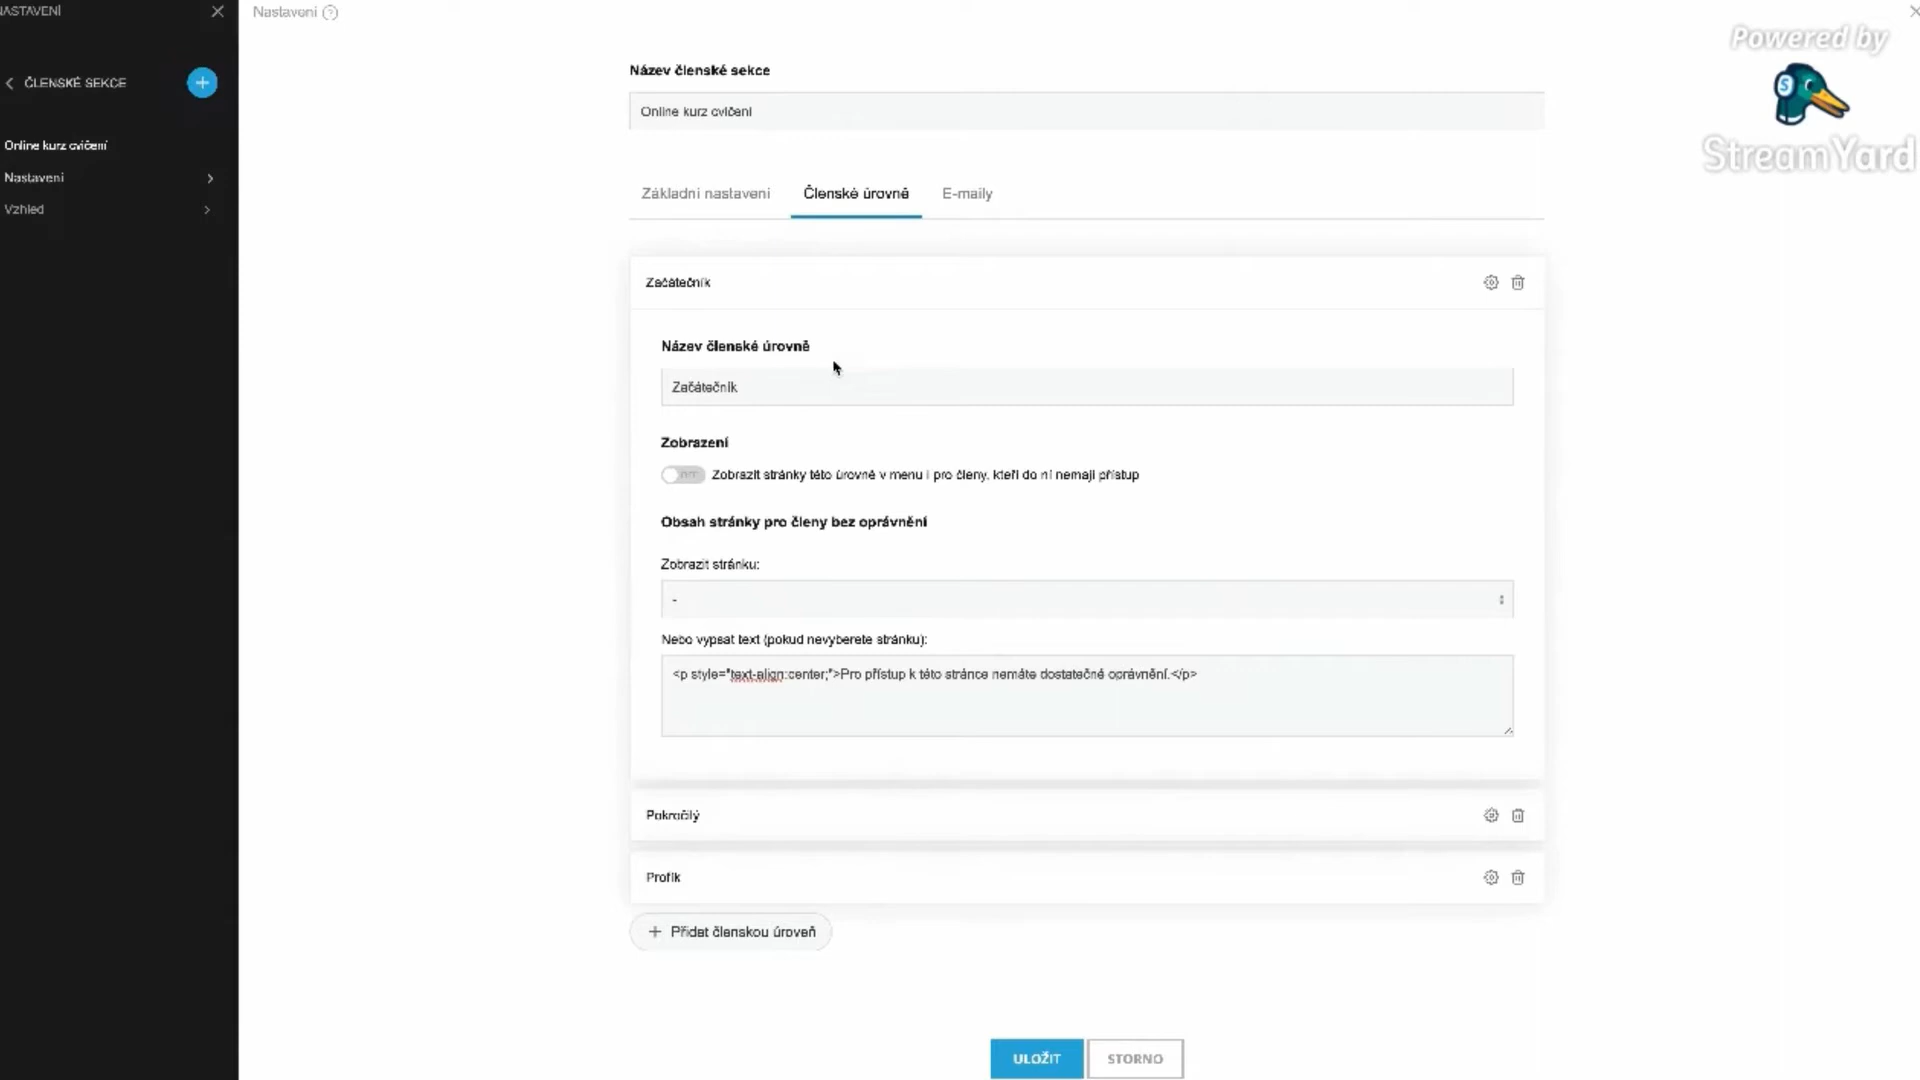 NASTAVENÍ
Nastavení ?
Powered by
StreamYard
ČLENSKÉ SEKCE
Online kurz cvičení
Nastavení
Vzhled
Název členské sekce
Online kurz cvičení
Základní nastavení Členské úrovně E-maily
Začátečník
Název členské úrovně
Začátečník
Zobrazení
OFF Zobrazit stránky této úrovně v menu i pro členy, kteří do ní nemají přístup
Obsah stránky pro členy bez oprávnění
Zobrazit stránku:
-
Nebo vypsat text (pokud nevyberete stránku):
<p style="text-align:center;">Pro přístup k této stránce nemáte dostatečné oprávnění.</p>
Pokročilý
Profík
+ Přidat členskou úroveň
ULOŽIT STORNO